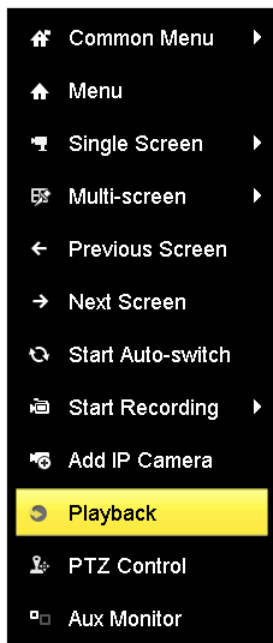 Common Menu
Menu
Single Screen
Multi-screen
Previous Screen
Next Screen
Start Auto-switch
Start Recording
Add IP Camera
Playback
PTZ Control
Aux Monitor